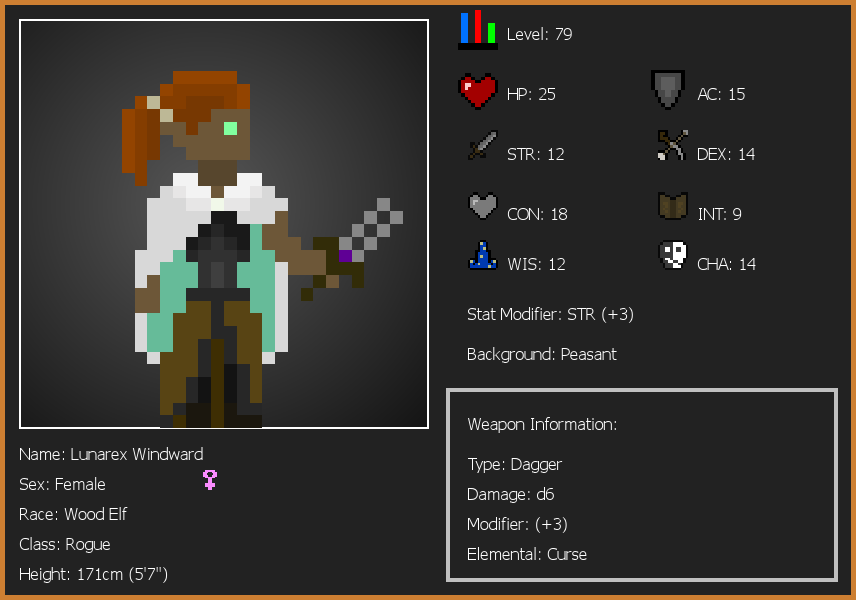 Level: 79
HP: 25
AC: 15
STR: 12
DEX: 14
CON: 18
INT: 9
WIS: 12
CHA: 14
Stat Modifier: STR (+3)
Background: Peasant
Weapon Information:
Type: Dagger
Damage: d6
Modifier: (+3)
Elemental: Curse
Name: Lunarex Windward
Sex: Female
Race: Wood Elf
Class: Rogue
Height: 171cm (5'7")